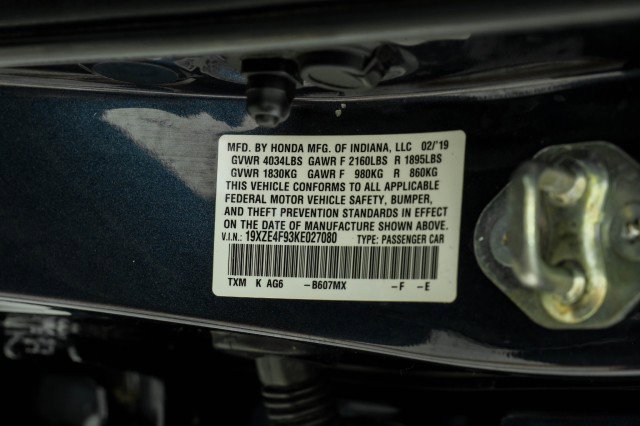 MFD. BY HONDA MFG. OF INDIANA, LLC 02/'19
GVWR 4034LBS GAWR F 2160LBS R 1895LBS
GVWR 1830KG GAWR F 980KG R 860KG
THIS VEHICLE CONFORMS TO ALL APPLICABLE
FEDERAL MOTOR VEHICLE SAFETY, BUMPER,
AND THEFT PREVENTION STANDARDS IN EFFECT
ON THE DATE OF MANUFACTURE SHOWN ABOVE.
V.I.N.: 19XZE4F93KE027080 TYPE: PASSENGER CAR
TXM K AG6 –B607MX –F –E